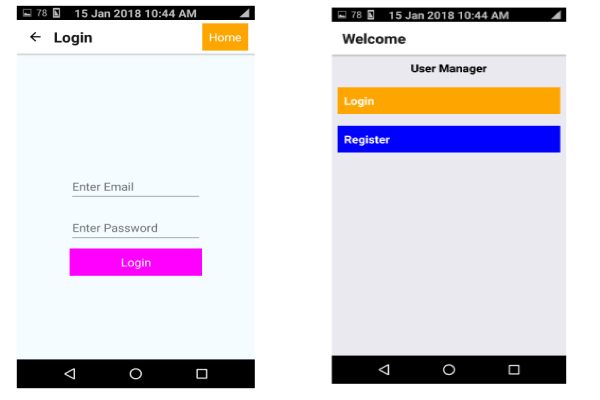 78 15 Jan 2018 10:44 AM
Login Home
Enter Email
Enter Password
Login
78 15 Jan 2018 10:44 AM
Welcome
User Manager
Login
Register